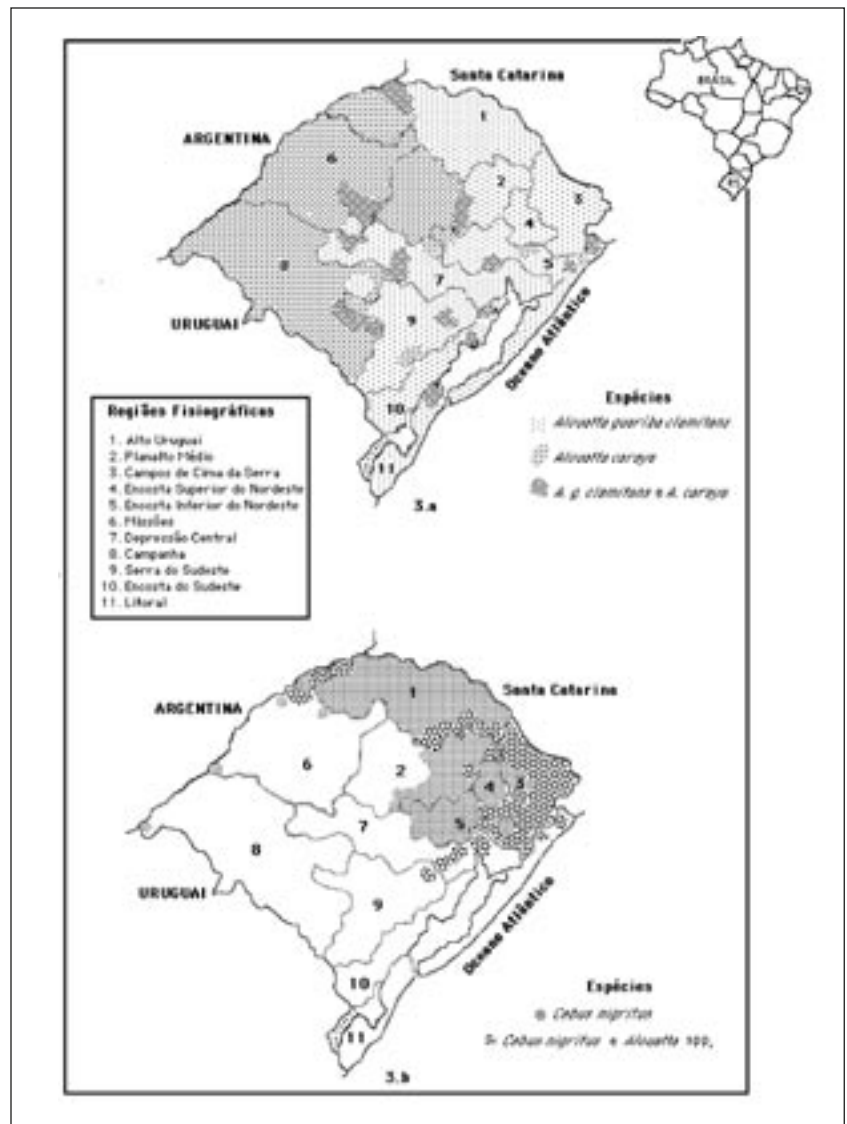 Santa Catarina
BRASIL
RS
ARGENTINA
1
6
2
3
4
5
8
7
URUGUAI
9
Oceano Atlântico
10
11
3.a
Espécies
Alouatta guariba clamitans
Alouatta caraya
A. g. clamitans e A. caraya
Regiões Fisiográficas
1. Alto Uruguai
2. Planalto Médio
3. Campos de Cima da Serra
4. Encosta Superior do Nordeste
5. Encosta Inferior do Nordeste
6. Missões
7. Depressão Central
8. Campanha
9. Serra do Sudeste
10. Encosta do Sudeste
11. Litoral
Santa Catarina
ARGENTINA
1
6
2
4
3
5
7
8
URUGUAI
9
Oceano Atlântico
10
11
3.b
Espécies
Cebus nigritus
Cebus nigritus e Alouatta spp.